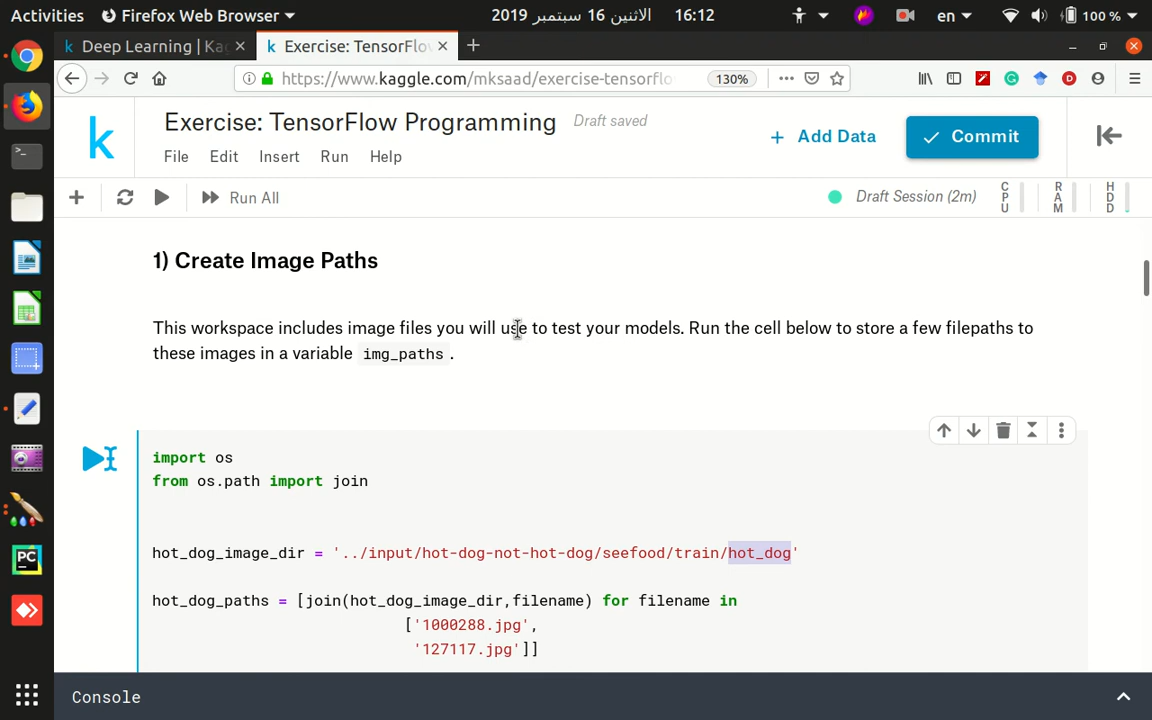 Activities Firefox Web Browser الاثنين 16 سبتمبر 2019 16:12 en 100 %
Deep Learning | Kag Exercise: TensorFlow
https://www.kaggle.com/mksaad/exercise-tensorflo 130%
Exercise: TensorFlow Programming Draft saved
+ Add Data Commit
File Edit Insert Run Help
Run All Draft Session (2m) CPU RAM HDD
1) Create Image Paths
This workspace includes image files you will use to test your models. Run the cell below to store a few filepaths to
these images in a variable img_paths .
import os
from os.path import join
hot_dog_image_dir = '../input/hot-dog-not-hot-dog/seefood/train/hot_dog'
hot_dog_paths = [join(hot_dog_image_dir,filename) for filename in
['1000288.jpg',
'127117.jpg']]
Console